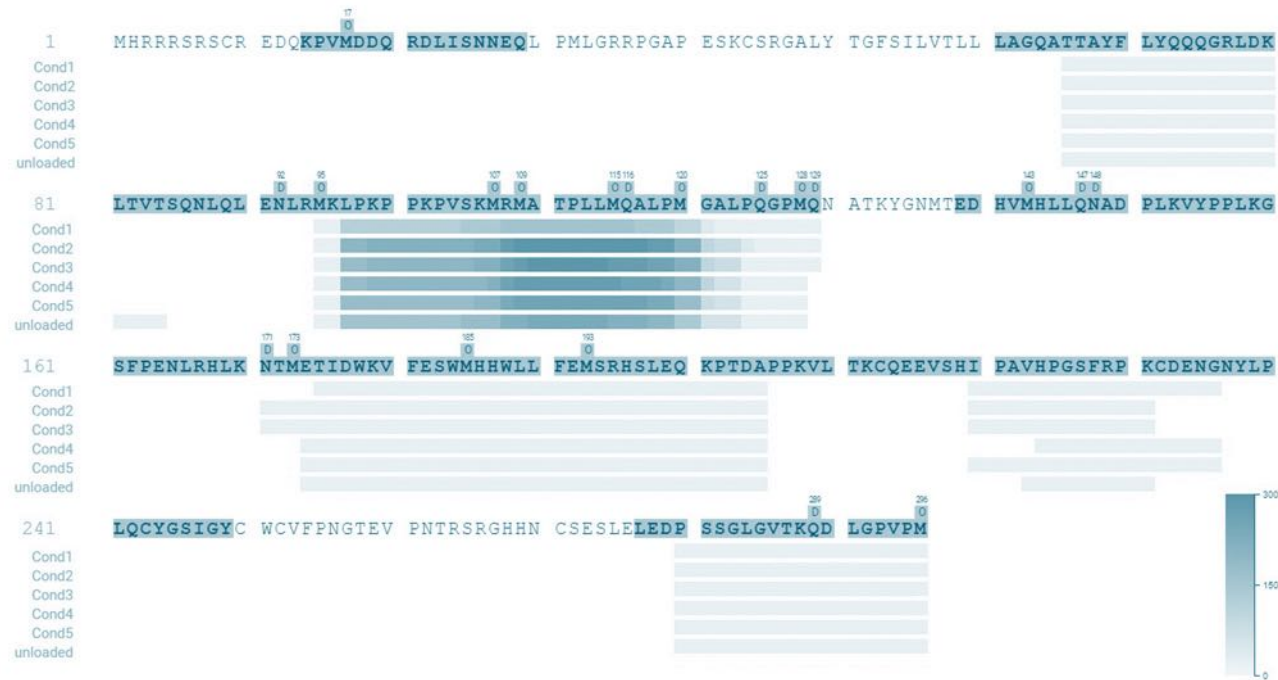 17
O
1 MHRRRSRSCR EDQKPVMDDQ RDLISNNEQL PMLGRRPGAP ESKCSRGALY TGFSILVTLL LAGQATTAYF LYQQQGRLDK
Cond1
Cond2
Cond3
Cond4
Cond5
unloaded
92 95 107 109 115 116 120 125 128 129 143 147 148
D O O O O D O D O D O D D
81 LTVTSQNLQL ENLRMKLPKP PKPVSKMRMA TPLLMQALPM GALPQGPMQN ATKYGNMTED HVMHLLQNAD PLKVYPPLKG
Cond1
Cond2
Cond3
Cond4
Cond5
unloaded
171 173 185 193
D O O O
161 SFPENLRHLK NTMETIDWKV FESWMHHWLL FEMSRHSLEQ KPTDAPPKVL TKCQEEVSHI PAVHPGSFRP KCDENGNYLP
Cond1
Cond2
Cond3
Cond4
Cond5
unloaded
289 296
D O
241 LQCYGSIGYC WCVFPNGTEV PNTRSRGHHN CSESLELEDP SSGLGVTKQD LGPVPM
Cond1
Cond2
Cond3
Cond4
Cond5
unloaded
300
150
0